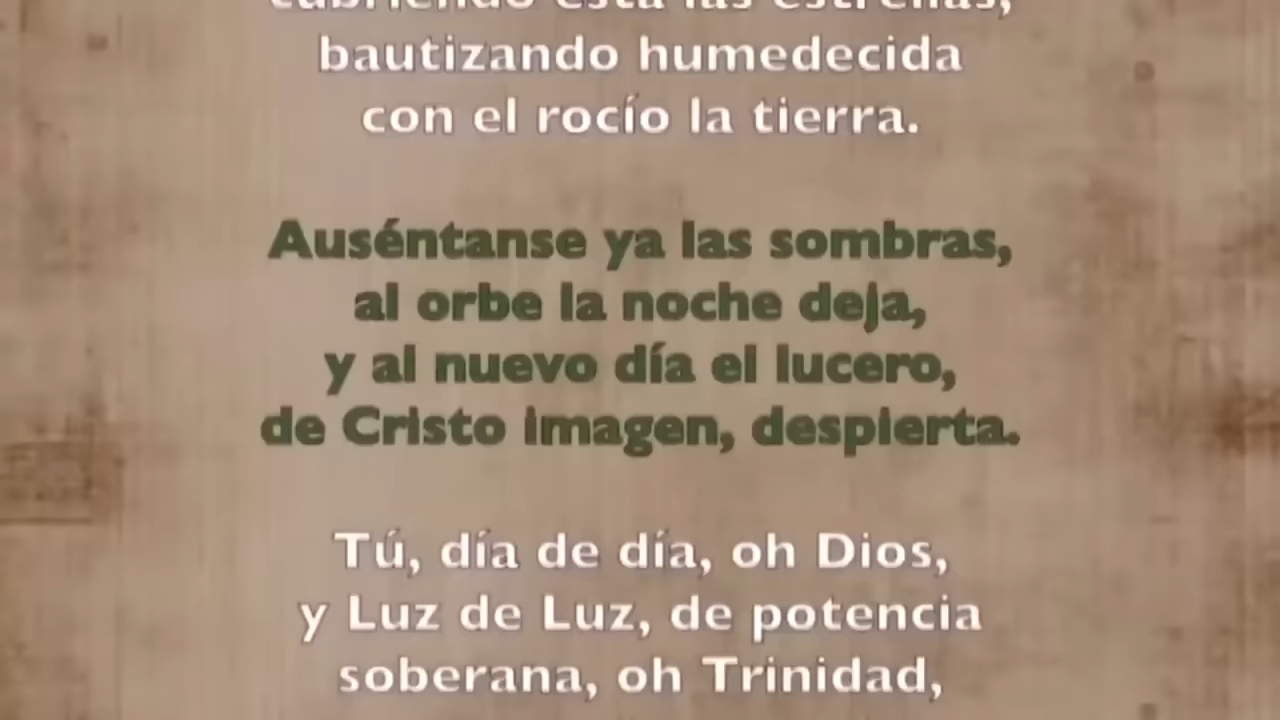 cubriendo está las estrellas,
bautizando humedecida
con el rocío la tierra.
Auséntanse ya las sombras,
al orbe la noche deja,
y al nuevo día el lucero,
de Cristo imagen, despierta.
Tú, día de día, oh Dios,
y Luz de Luz, de potencia
soberana, oh Trinidad,